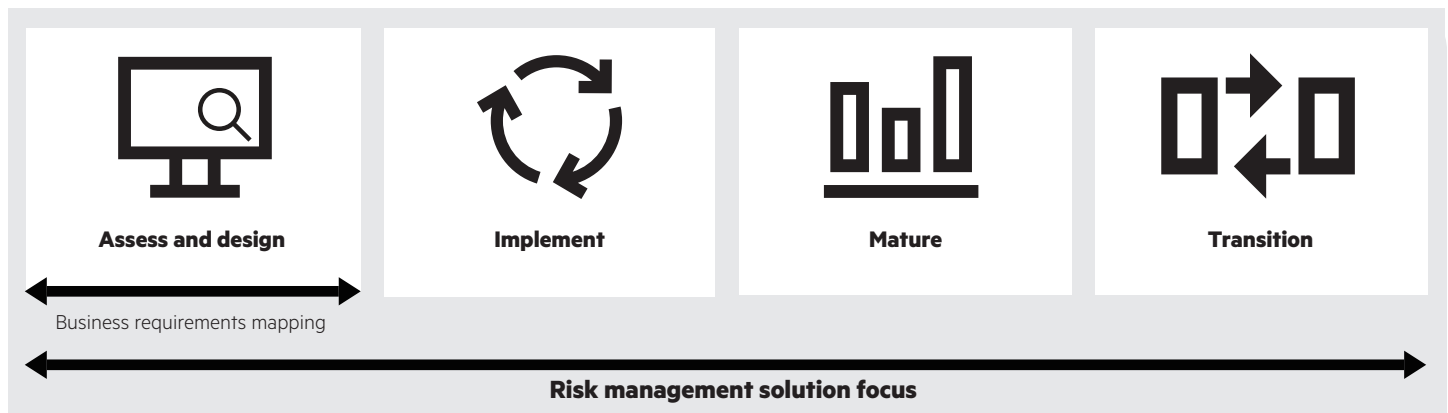 Assess and design
Implement
Mature
Transition
Business requirements mapping
Risk management solution focus